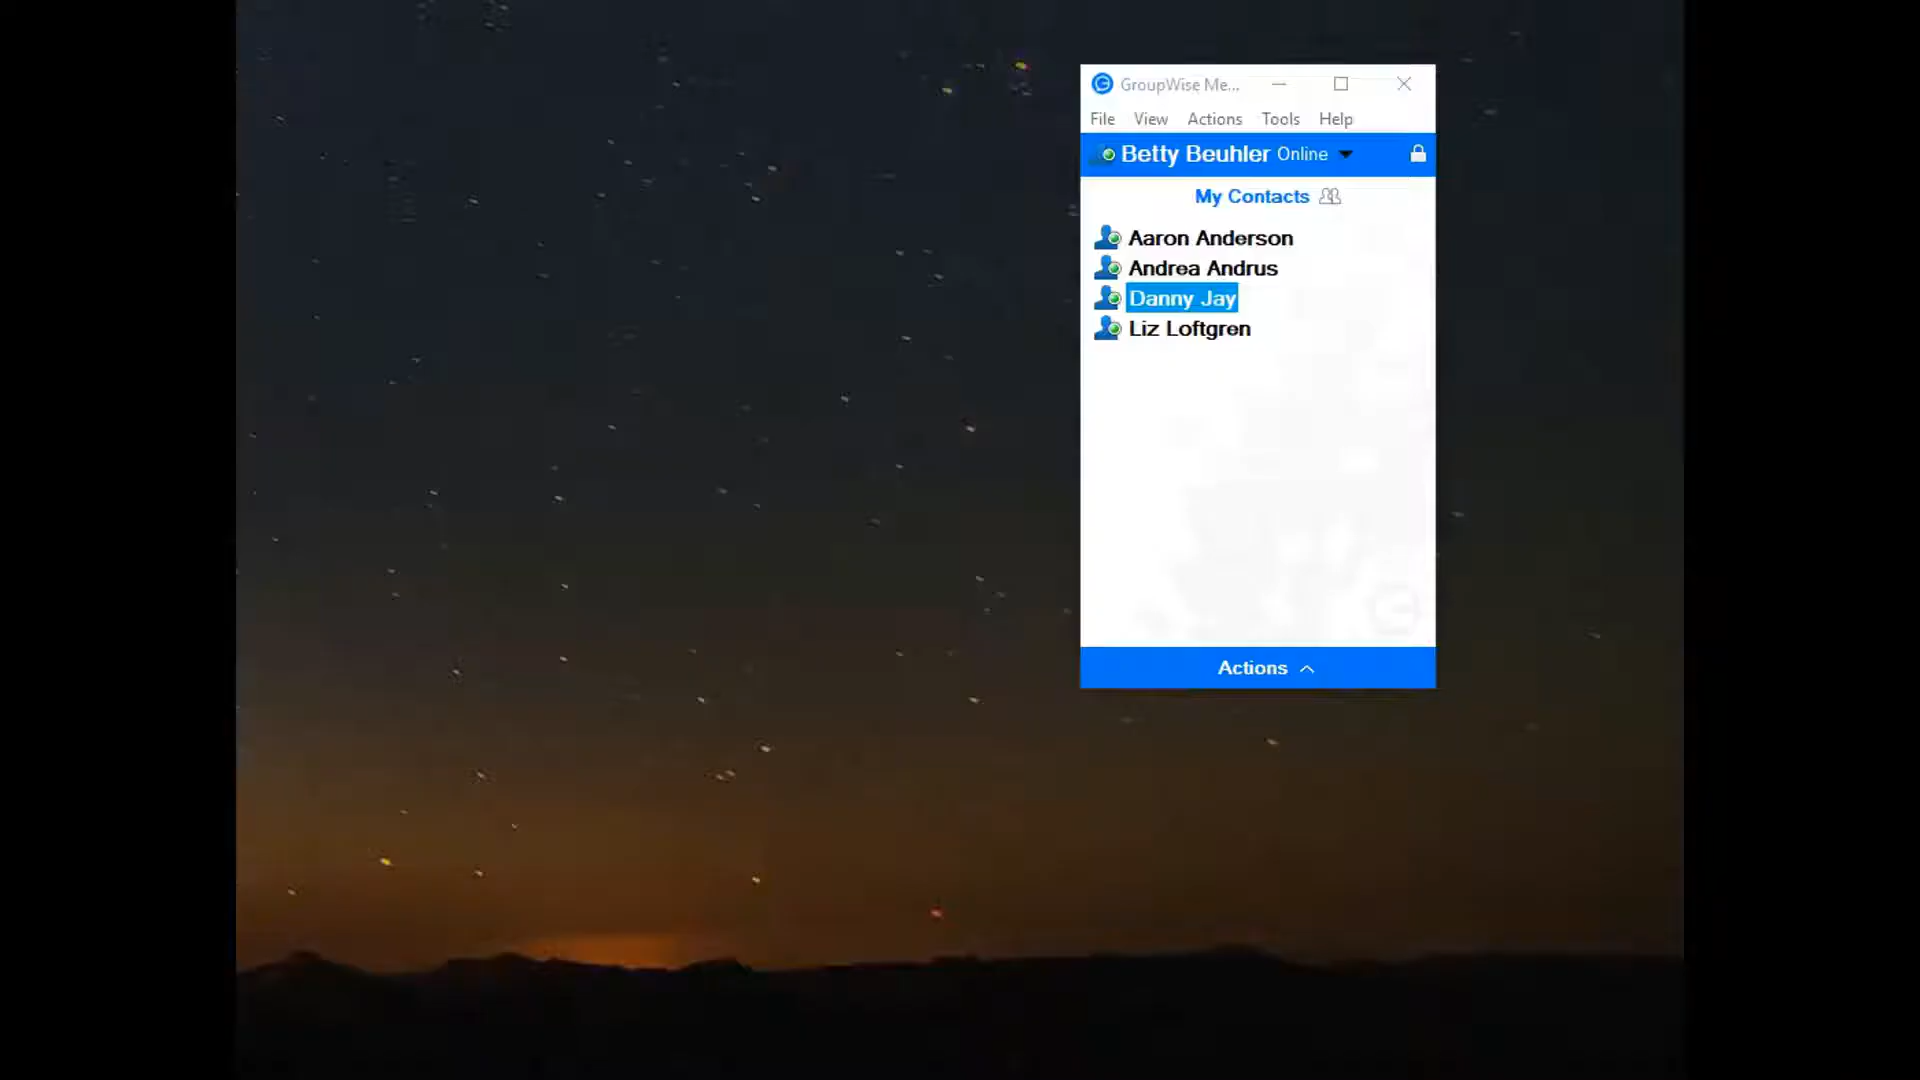 GroupWise Me...
File View Actions Tools Help
Betty Beuhler Online
My Contacts
Aaron Anderson
Andrea Andrus
Danny Jay
Liz Loftgren
Actions